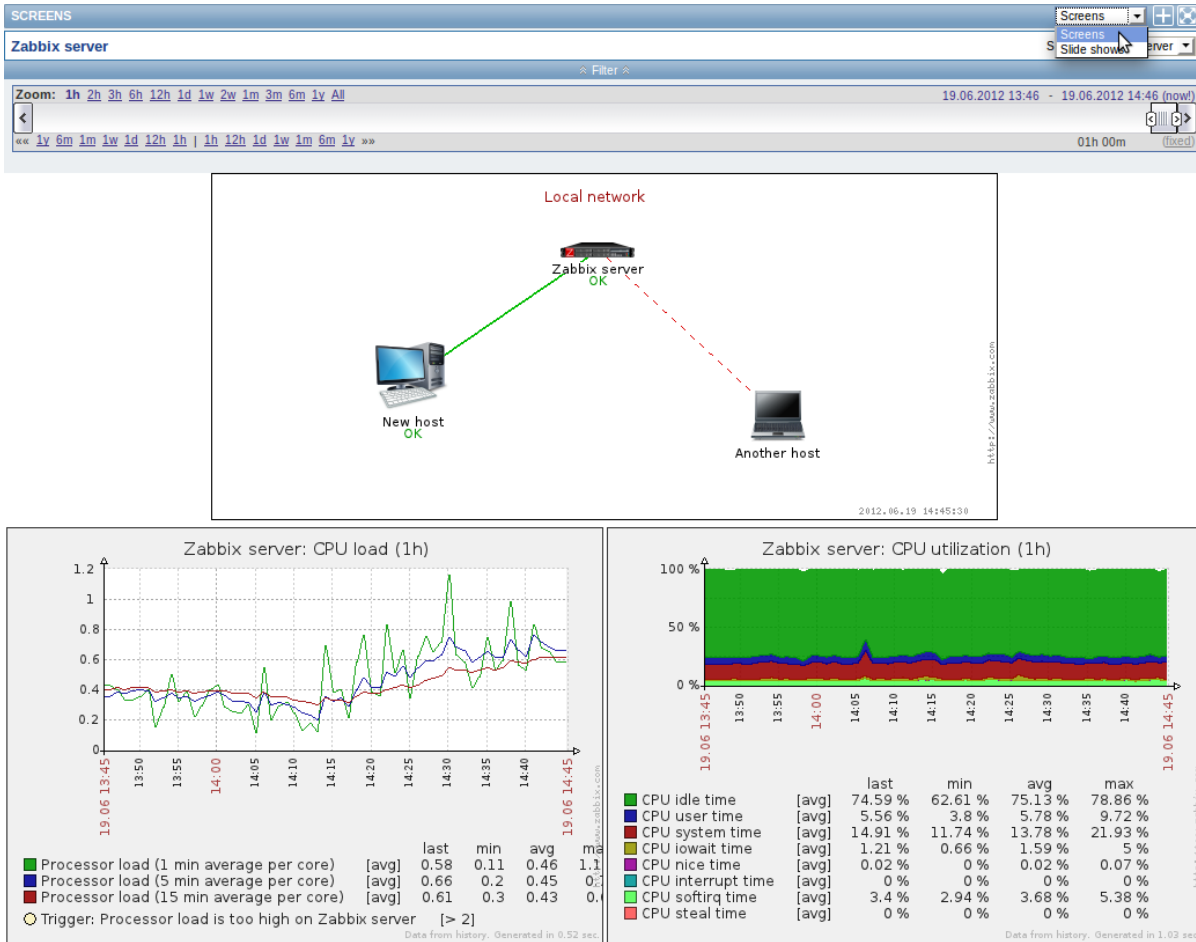 SCREENS
Screens
Screens
Slide shows
Zabbix server
erver
Filter
Zoom: 1h 2h 3h 6h 12h 1d 1w 2w 1m 3m 6m 1y All
19.06.2012 13:46 - 19.06.2012 14:46 (now!)
«« 1y 6m 1m 1w 1d 12h 1h | 1h 12h 1d 1w 1m 6m 1y »»
01h 00m (fixed)
Local network
Zabbix server
OK
New host
OK
Another host
http://www.zabbix.com
2012.06.19 14:45:30
Zabbix server: CPU load (1h)
1.2
1
0.8
0.6
0.4
0.2
0
19.06 13:45
13:50
13:55
14:00
14:05
14:10
14:15
14:20
14:25
14:30
14:35
14:40
19.06 14:45
last min avg
Processor load (1 min average per core) [avg] 0.58 0.11 0.46
Processor load (5 min average per core) [avg] 0.66 0.2 0.45
Processor load (15 min average per core) [avg] 0.61 0.3 0.43
Trigger: Processor load is too high on Zabbix server [> 2]
Data from history. Generated in 0.52 sec.
Zabbix server: CPU utilization (1h)
100 %
50 %
0 %
19.06 13:45
13:50
13:55
14:00
14:05
14:10
14:15
14:20
14:25
14:30
14:35
14:40
19.06 14:45
last min avg max
CPU idle time [avg] 74.59 % 62.61 % 75.13 % 78.86 %
CPU user time [avg] 5.56 % 3.8 % 5.78 % 9.72 %
CPU system time [avg] 14.91 % 11.74 % 13.78 % 21.93 %
CPU iowait time [avg] 1.21 % 0.66 % 1.59 % 5 %
CPU nice time [avg] 0.02 % 0 % 0.02 % 0.07 %
CPU interrupt time [avg] 0 % 0 % 0 % 0 %
CPU softirq time [avg] 3.4 % 2.94 % 3.68 % 5.38 %
CPU steal time [avg] 0 % 0 % 0 % 0 %
Data from history. Generated in 1.03 sec